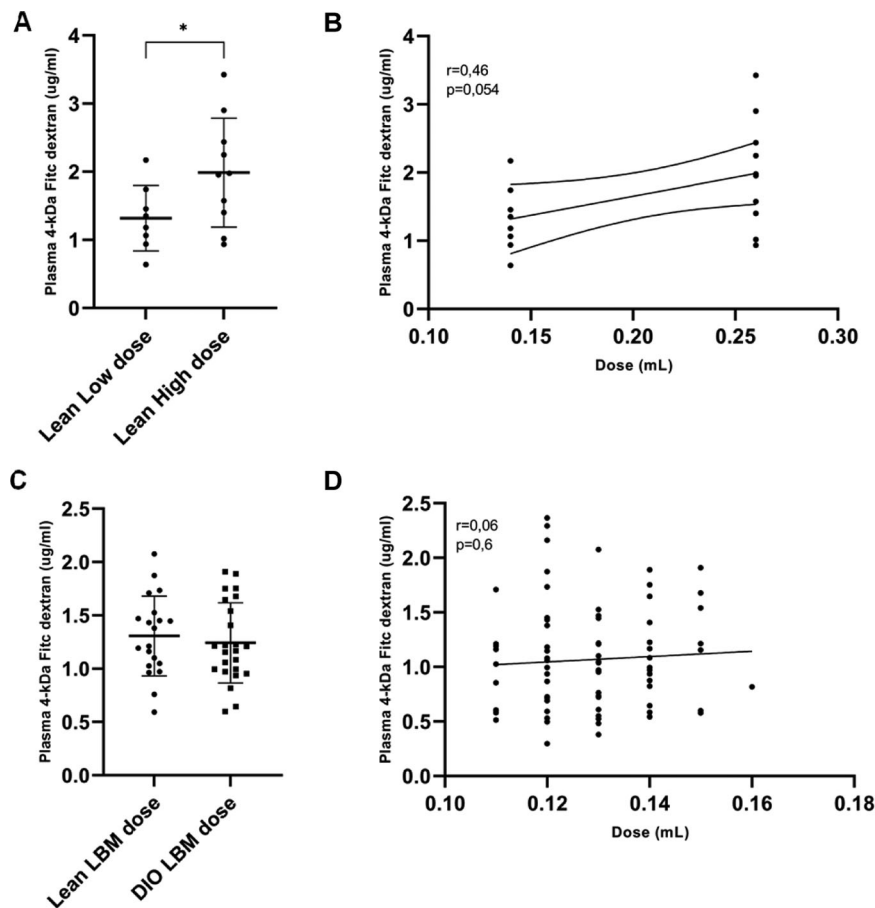 A
Plasma 4-kDa Fitc dextran (ug/ml)
4
3
2
1
0
*
Lean Low dose
Lean High dose
B
Plasma 4-kDa Fitc dextran (ug/ml)
4
3
2
1
0
r=0,46
p=0,054
0.10
0.15
0.20
0.25
0.30
Dose (mL)
C
Plasma 4-kDa Fitc dextran (ug/ml)
2.5
2.0
1.5
1.0
0.5
0.0
Lean LBM dose
DIO LBM dose
D
Plasma 4-kDa Fitc dextran (ug/ml)
2.5
2.0
1.5
1.0
0.5
0.0
r=0,06
p=0,6
0.10
0.12
0.14
0.16
0.18
Dose (mL)